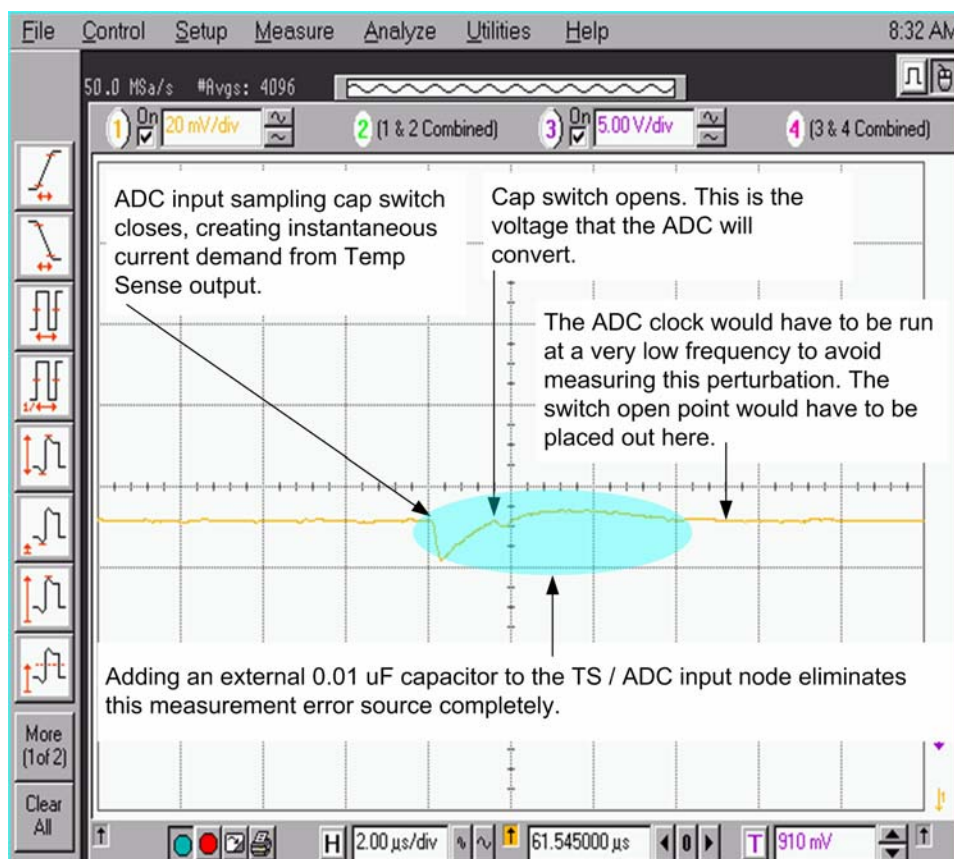 File Control Setup Measure Analyze Utilities Help 8:32 AM
50.0 MSa/s #Avgs: 4096
1 On 20 mV/div 2 (1 & 2 Combined) 3 On 5.00 V/div 4 (3 & 4 Combined)
ADC input sampling cap switch
closes, creating instantaneous
current demand from Temp
Sense output.
Cap switch opens. This is the
voltage that the ADC will
convert.
The ADC clock would have to be run
at a very low frequency to avoid
measuring this perturbation. The
switch open point would have to be
placed out here.
Adding an external 0.01 uF capacitor to the TS / ADC input node eliminates
this measurement error source completely.
1/
More
(1 of 2)
Clear
All
H 2.00 µs/div 61.545000 µs 0 T 910 mV
1